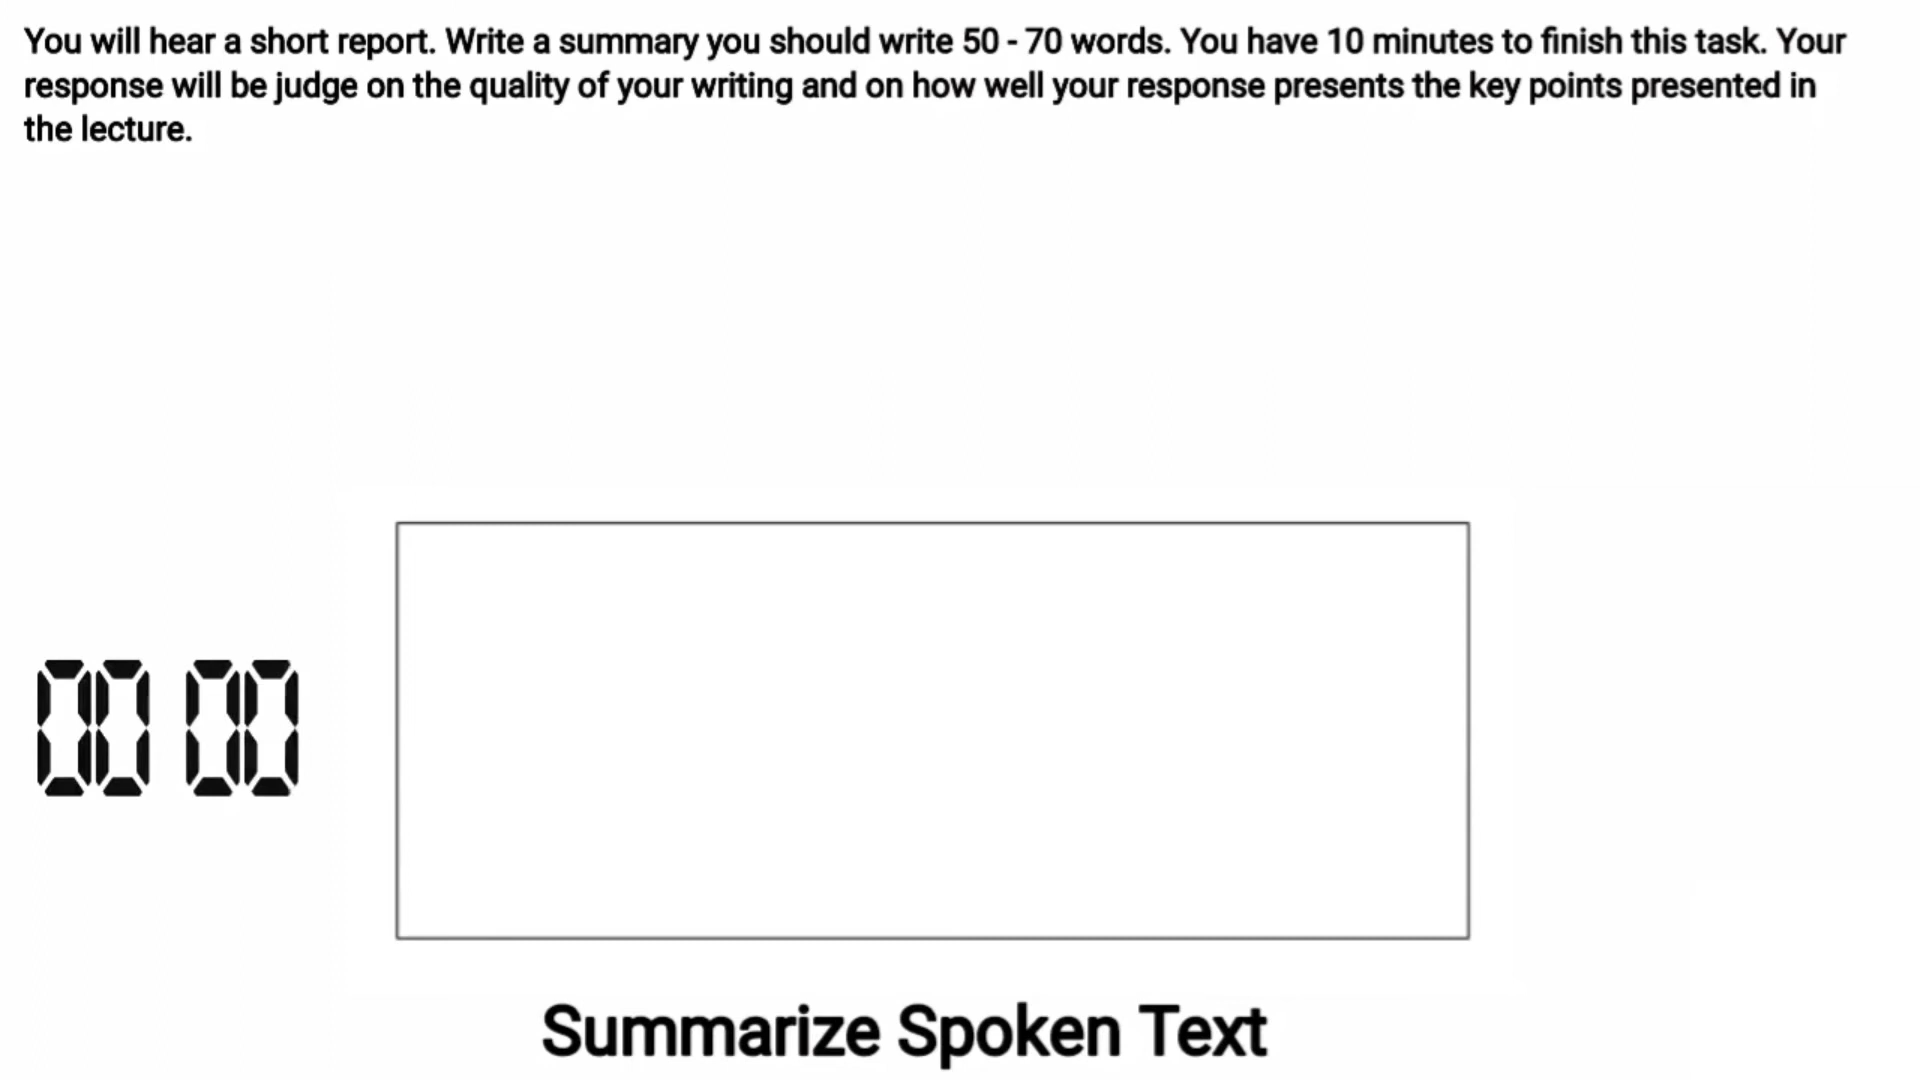 You will hear a short report. Write a summary you should write 50 - 70 words. You have 10 minutes to finish this task. Your
response will be judge on the quality of your writing and on how well your response presents the key points presented in
the lecture.
00 00
Summarize Spoken Text